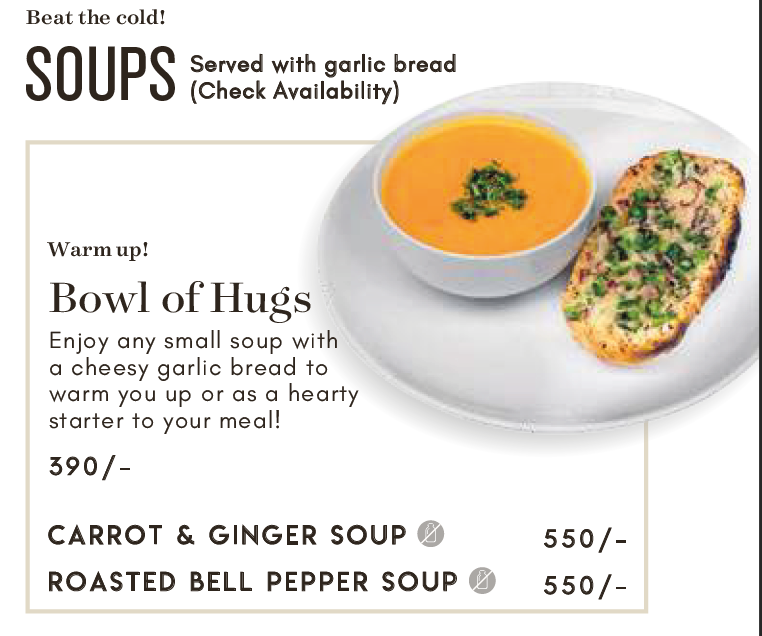 Beat the cold!
SOUPS
Served with garlic bread
(Check Availability)
Warm up!
Bowl of Hugs
Enjoy any small soup with
a cheesy garlic bread to
warm you up or as a hearty
starter to your meal!
390/-
CARROT & GINGER SOUP 550/-
ROASTED BELL PEPPER SOUP 550/-